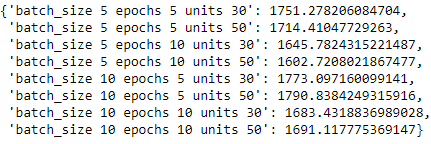 {'batch_size 5 epochs 5 units 30': 1751.278206084704,
'batch_size 5 epochs 5 units 50': 1714.41047729263,
'batch_size 5 epochs 10 units 30': 1645.7824315221487,
'batch_size 5 epochs 10 units 50': 1602.7208021867477,
'batch_size 10 epochs 5 units 30': 1773.097160099141,
'batch_size 10 epochs 5 units 50': 1790.8384249315916,
'batch_size 10 epochs 10 units 30': 1683.4318836989028,
'batch_size 10 epochs 10 units 50': 1691.117775369147}